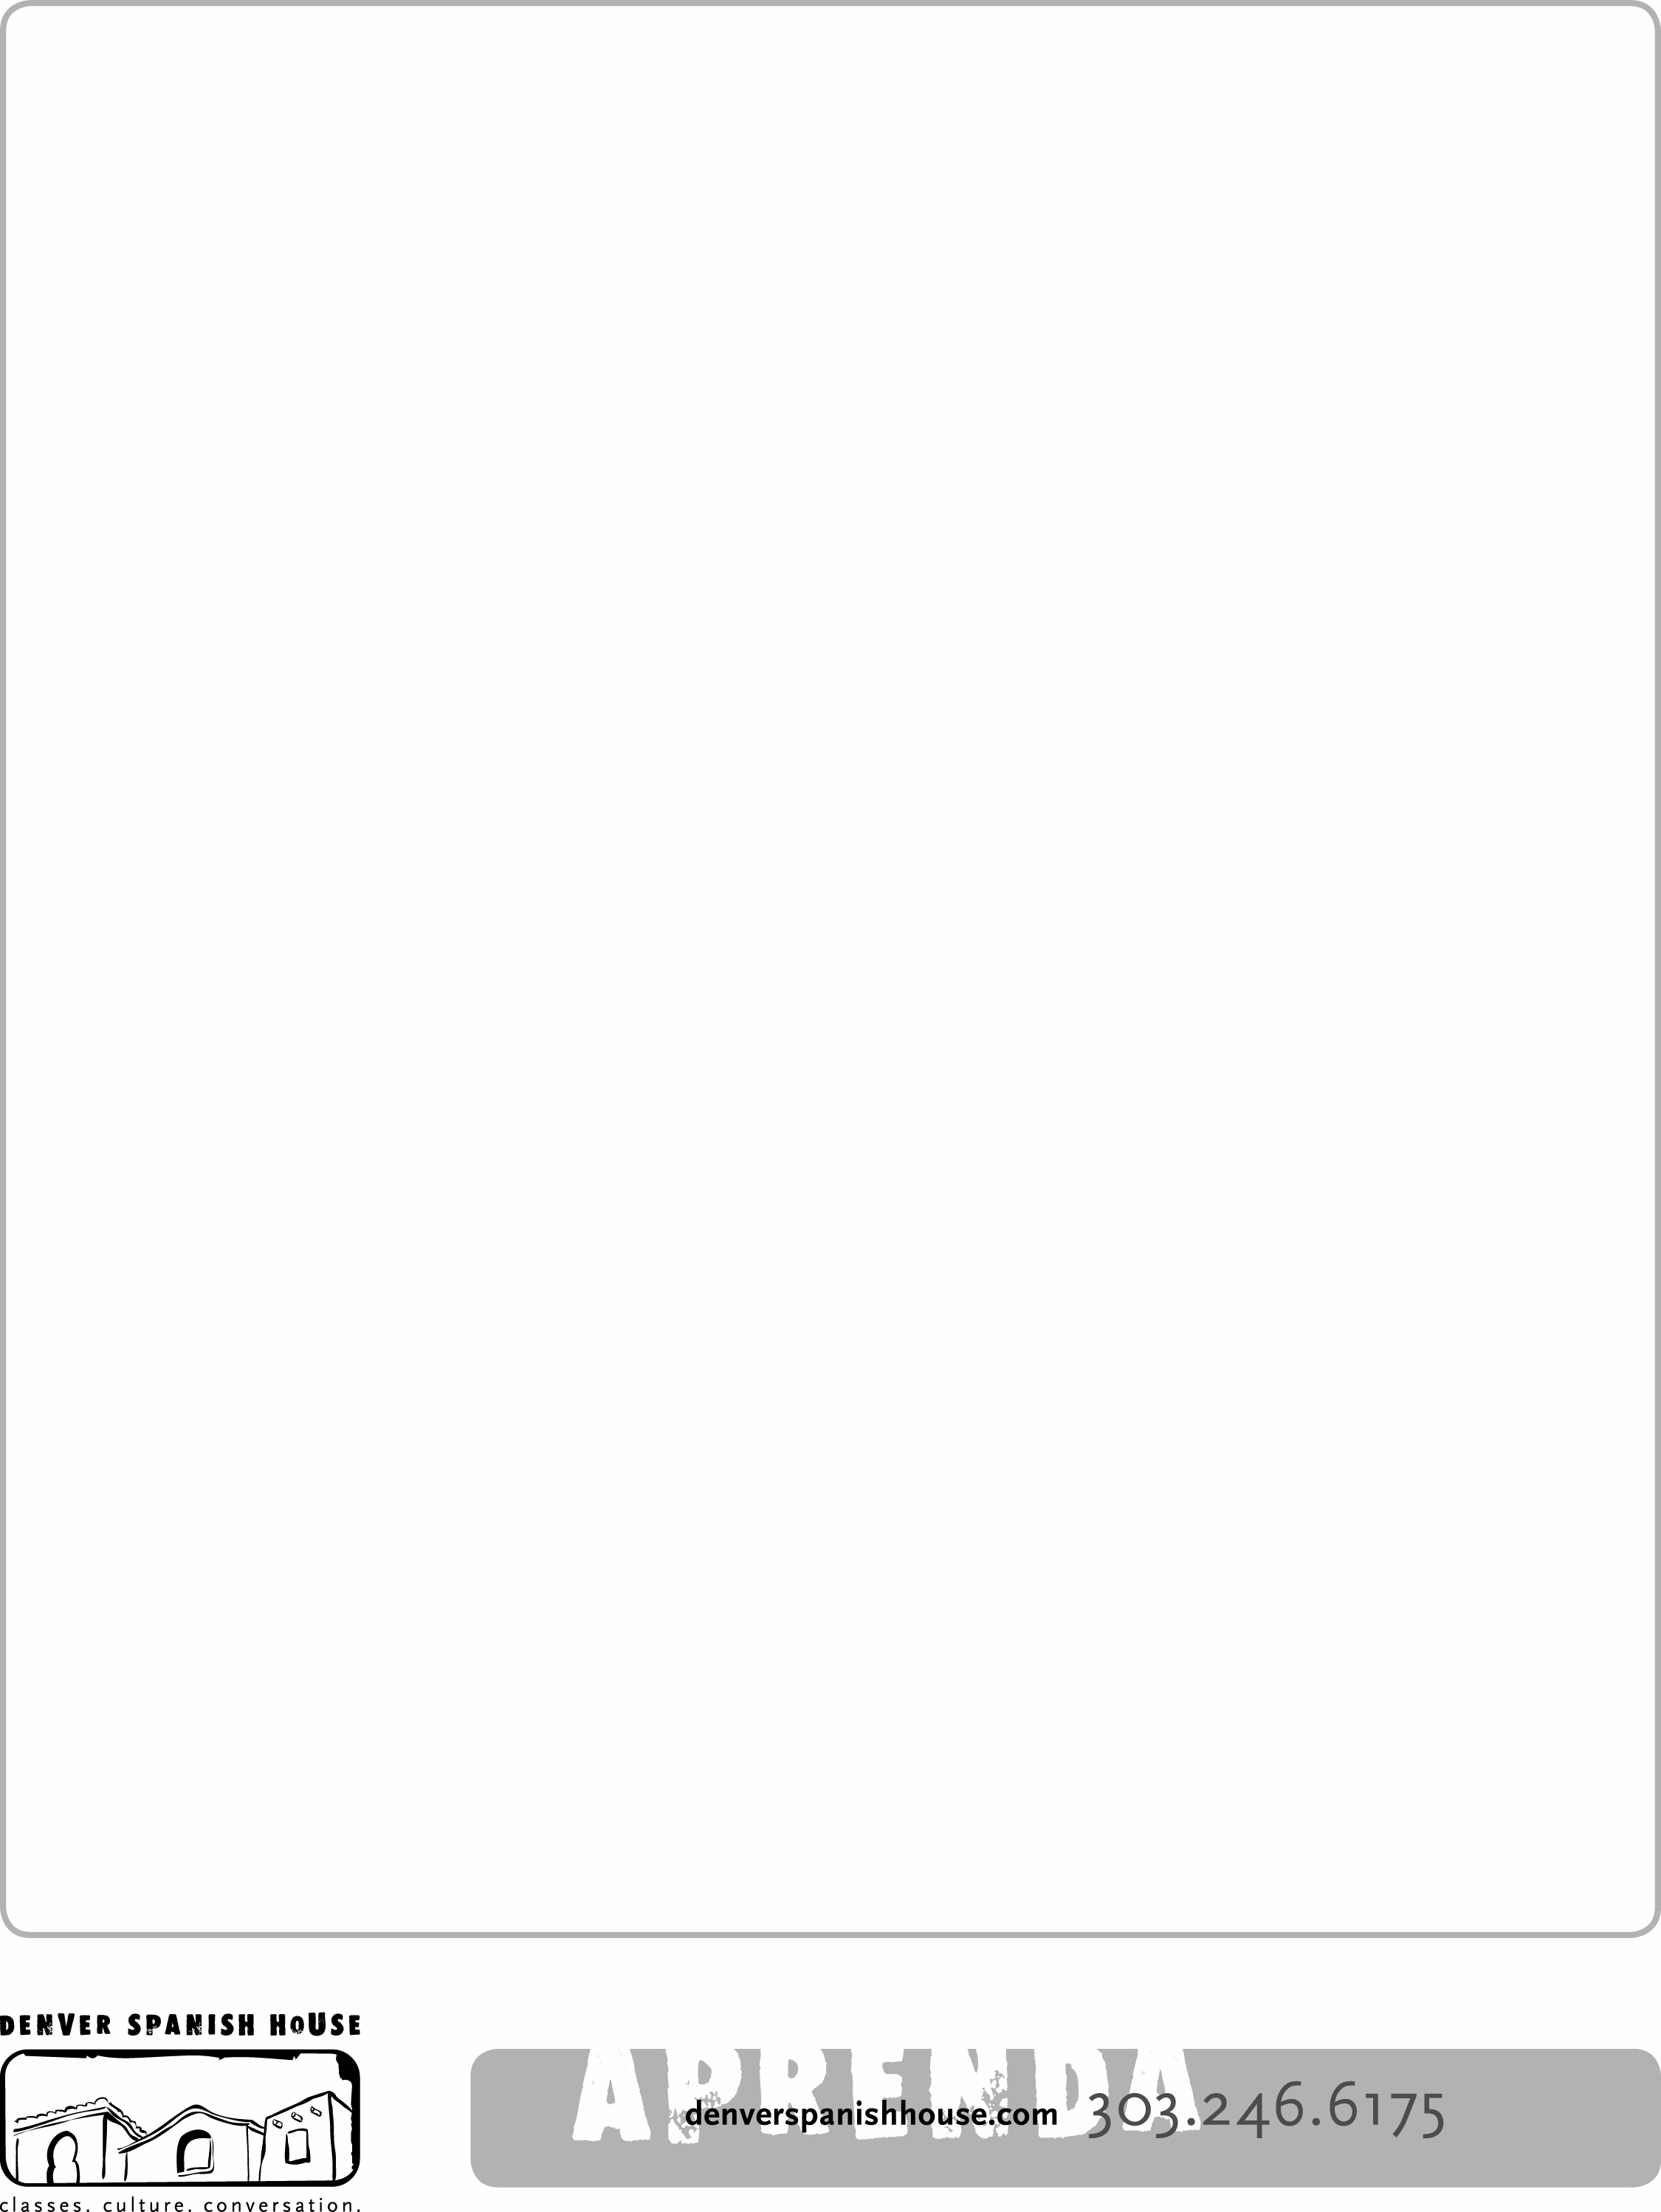 DENVER SPANISH HoUSE
APRENDA
denverspanishhouse.com 303.246.6175
classes. culture. conversation.